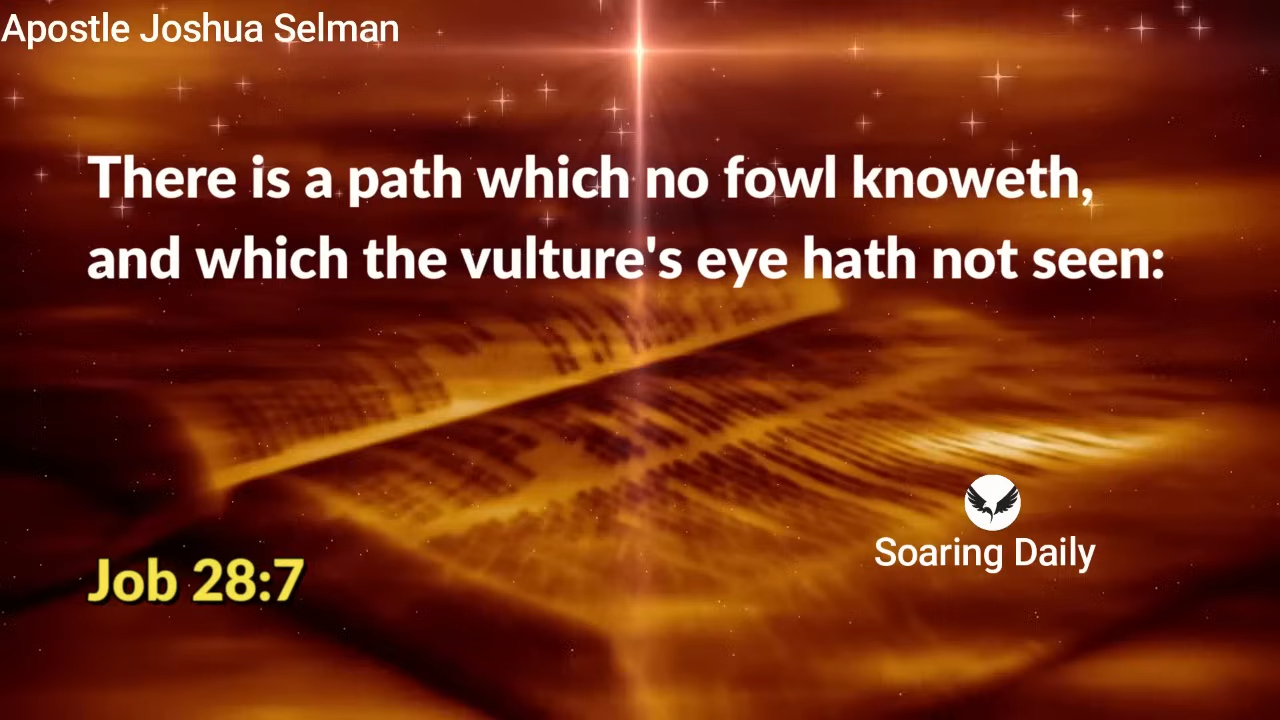 Apostle Joshua Selman
There is a path which no fowl knoweth,
and which the vulture's eye hath not seen:
Soaring Daily
Job 28:7